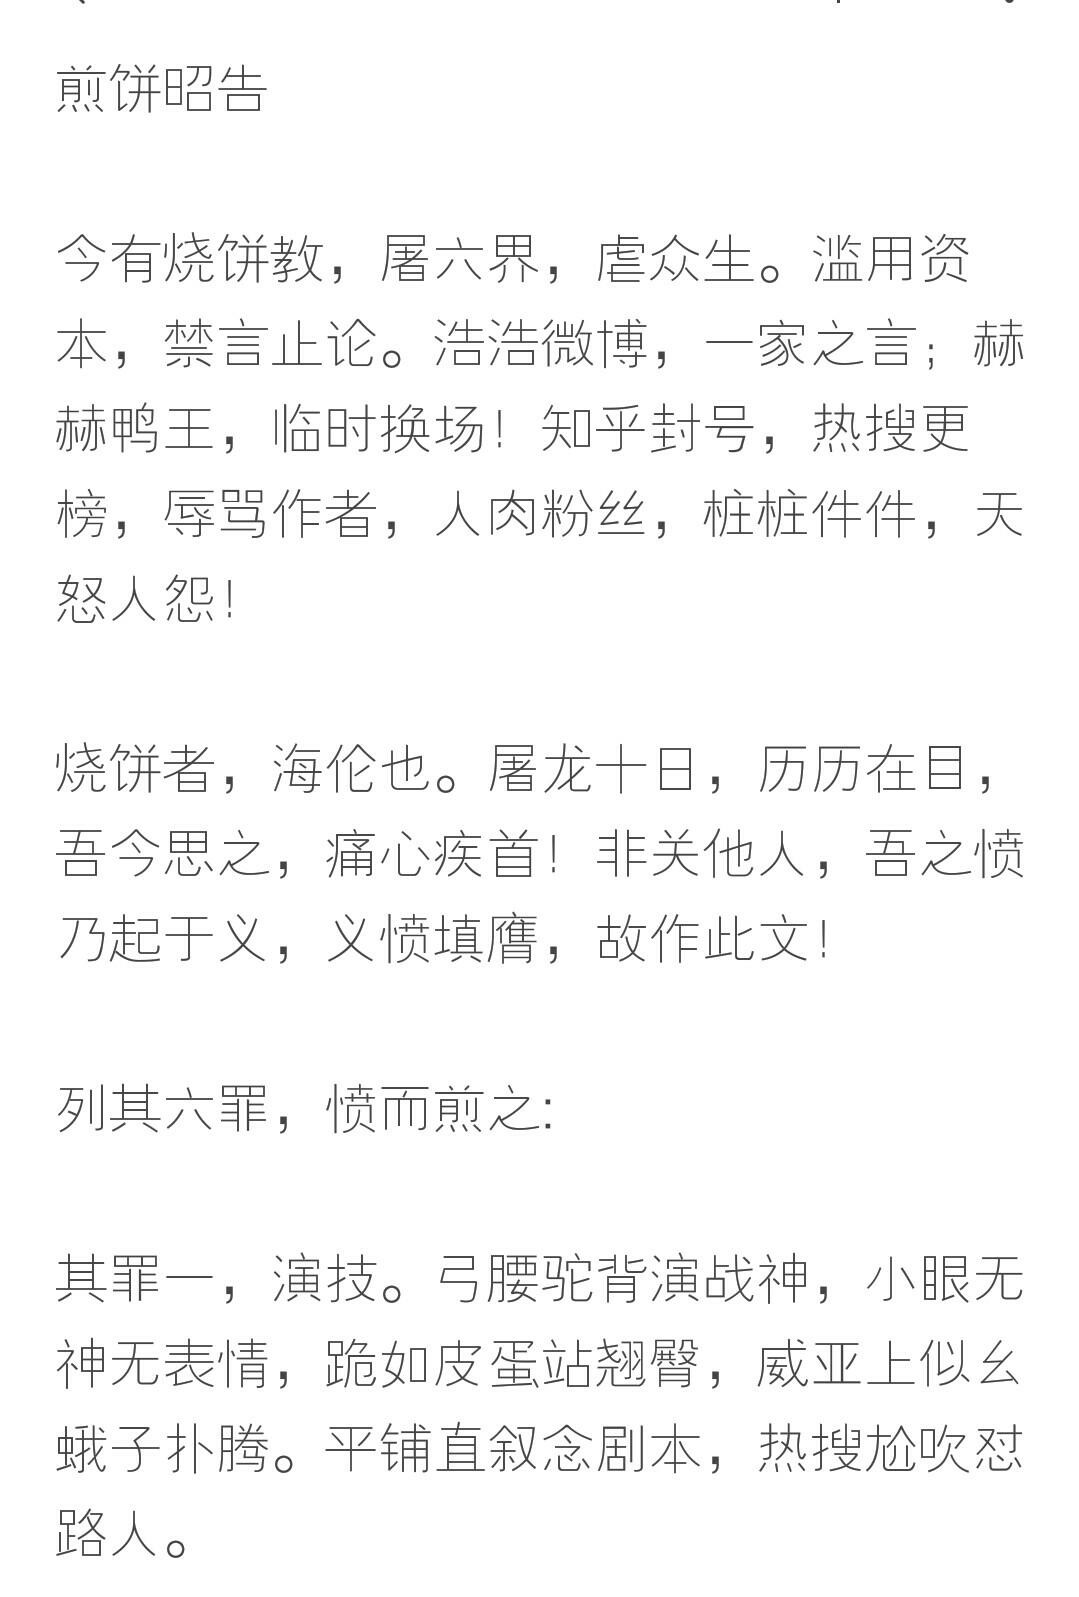 煎饼昭告
今有烧饼教，屠六界，虐众生。滥用资
本，禁言止论。浩浩微博，一家之言；赫
赫鸭王，临时换场！知乎封号，热搜更
榜，辱骂作者，人肉粉丝，桩桩件件，天
怒人怨！
烧饼者，海伦也。屠龙十日，历历在目，
吾今思之，痛心疾首！非关他人，吾之愤
乃起于义，义愤填膺，故作此文！
列其六罪，愤而煎之:
其罪一，演技。弓腰驼背演战神，小眼无
神无表情，跪如皮蛋站翘臀，威亚上似幺
蛾子扑腾。平铺直叙念剧本，热搜尬吹怼
路人。